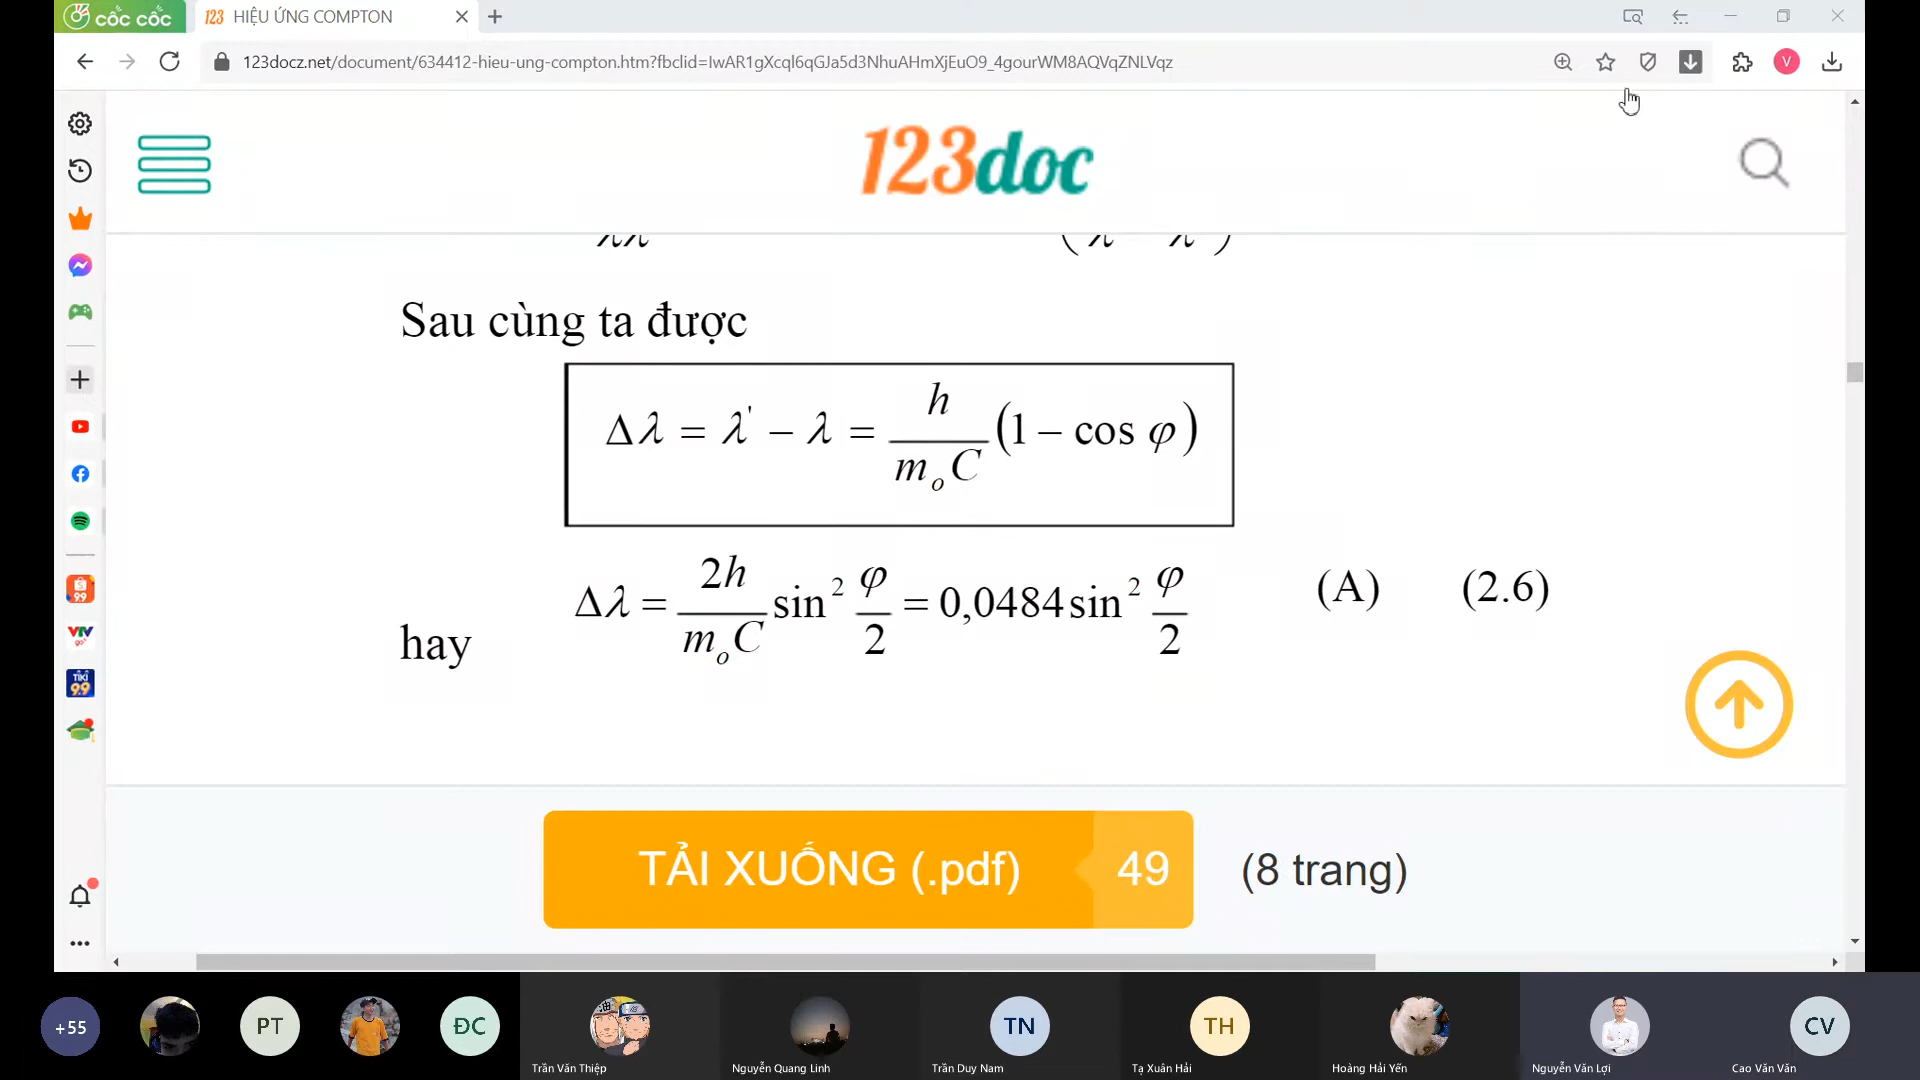 cốc cốc
123 HIỆU ỨNG COMPTON
123docz.net/document/634412-hieu-ung-compton.htm?fbclid=IwAR1gXcql6qGJa5d3NhuAHmXjEuO9_4gourWM8AQVqZNLVqz
V
123doc
Sau cùng ta được
Δλ = λ' − λ = h / m_o C (1 − cos φ)
hay Δλ = 2h / m_o C sin² φ/2 = 0,0484 sin² φ/2 (A) (2.6)
TẢI XUỐNG (.pdf) 49 (8 trang)
+55 PT ĐC TN TH CV
Trần Văn Thiệp Nguyễn Quang Linh Trần Duy Nam Tạ Xuân Hải Hoàng Hải Yến Nguyễn Văn Lợi Cao Văn Văn